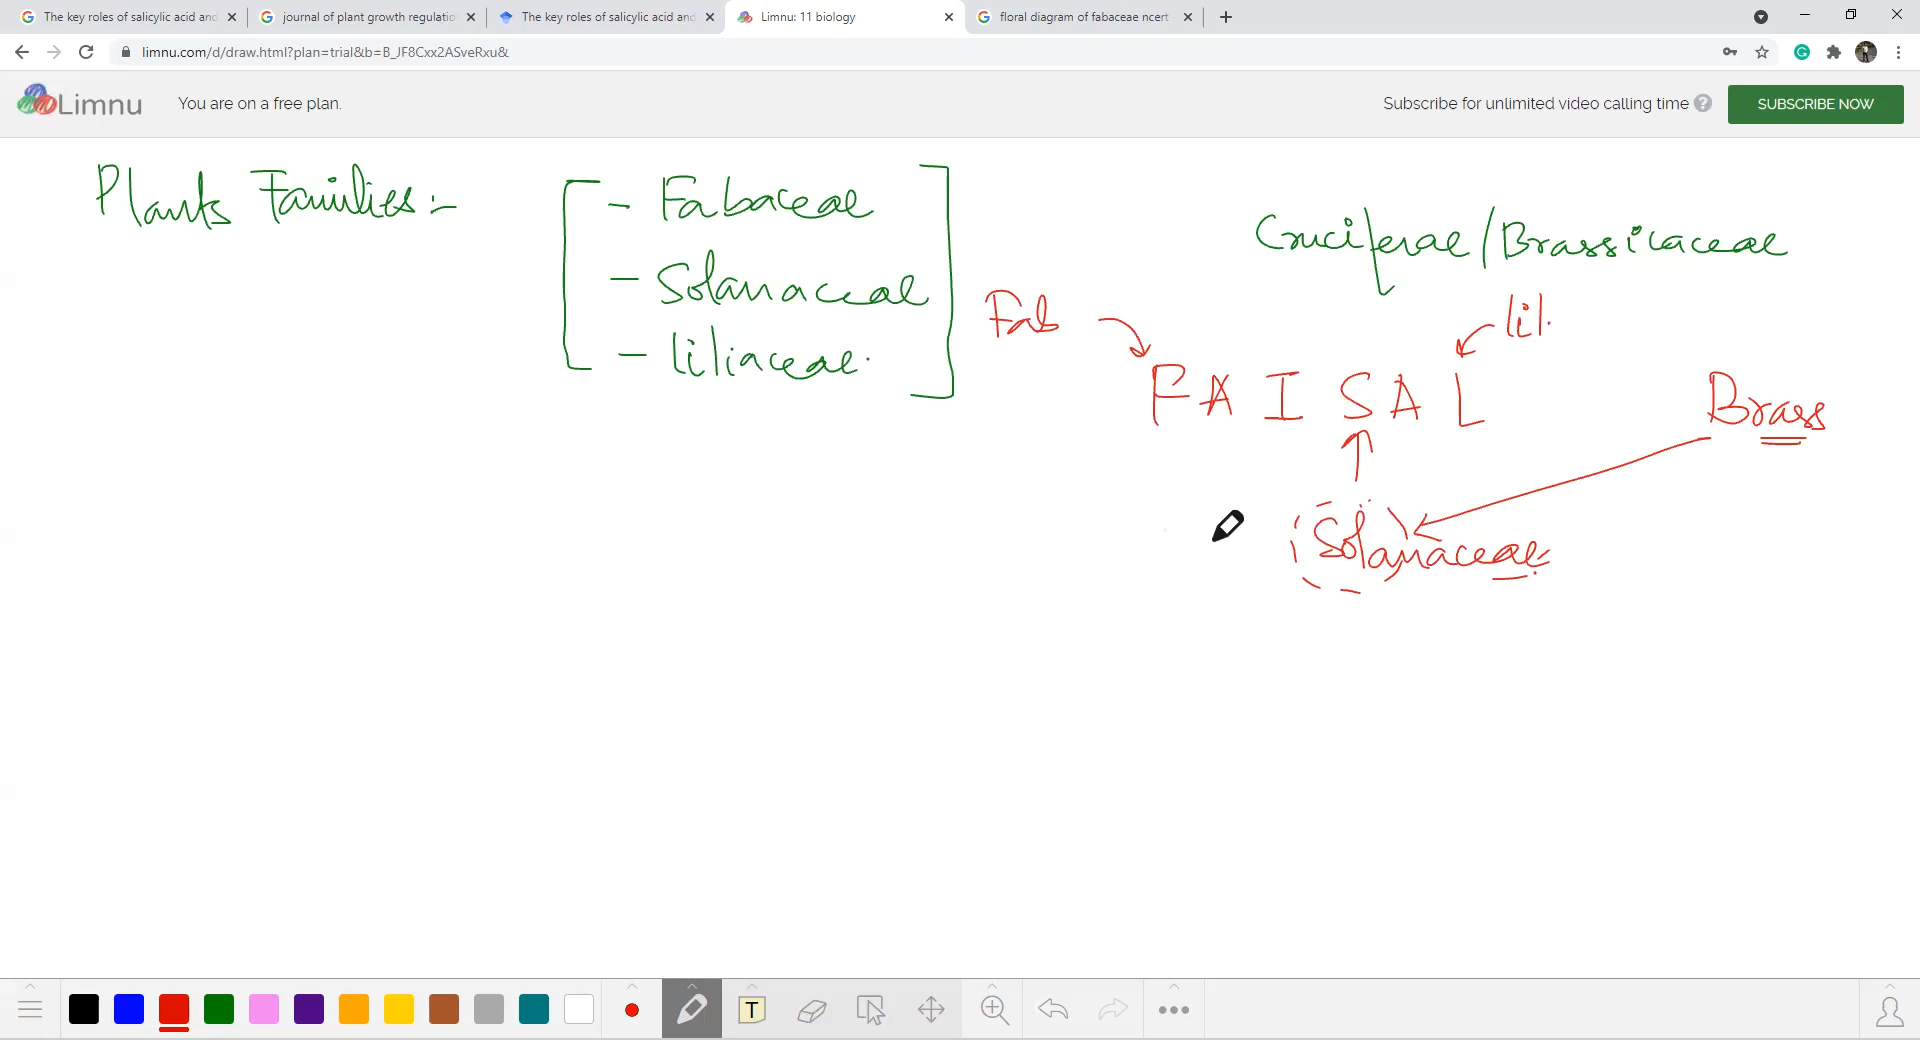 The key roles of salicylic acid and
journal of plant growth regulatio
The key roles of salicylic acid and
Limnu: 11 biology
floral diagram of fabaceae ncert
limnu.com/d/draw.html?plan=trial&b=B_JF8Cxx2ASveRxu&
Limnu
You are on a free plan.
Subscribe for unlimited video calling time ?
SUBSCRIBE NOW
Plants Families:-
- Fabaceae
- Solanaceae
- liliaceae.
Cruciferae/Brassicaceae
Fab
lil.
FAISAL
Brass
Solanaceae
T